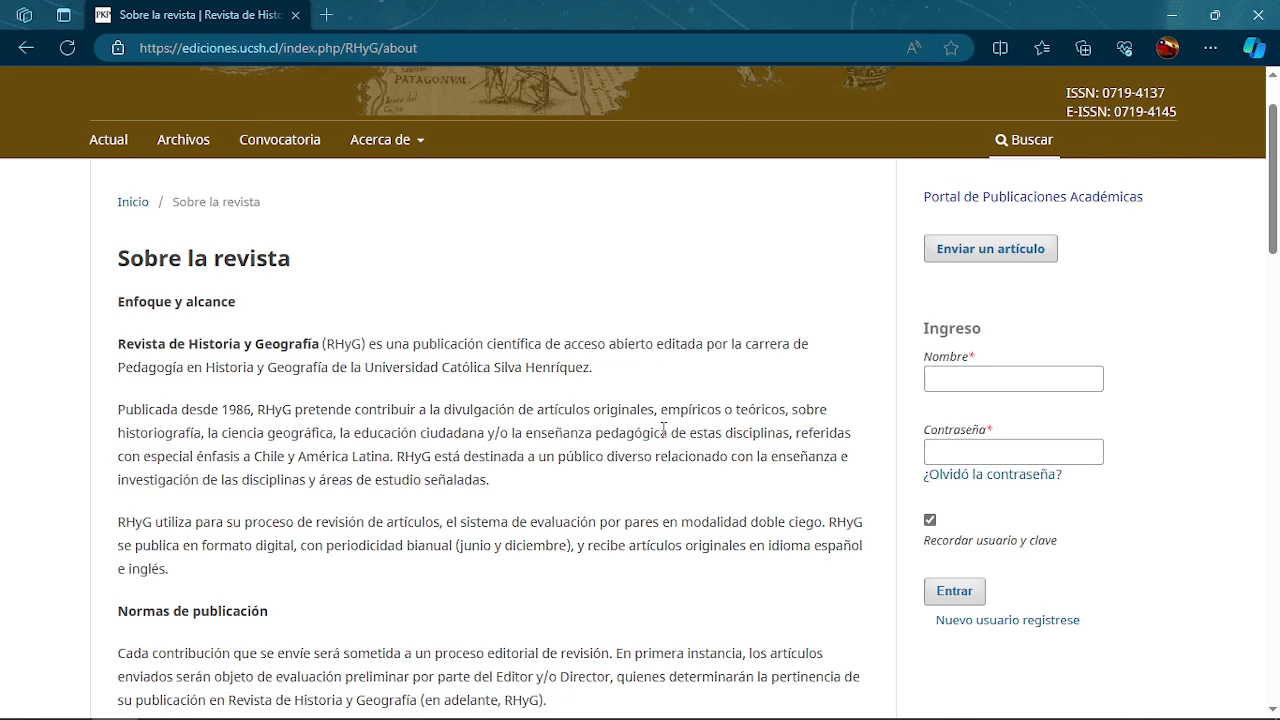 PKP Sobre la revista | Revista de Histo
https://ediciones.ucsh.cl/index.php/RHyG/about
PATAGONVM
ISSN: 0719-4137
E-ISSN: 0719-4145
Actual Archivos Convocatoria Acerca de Buscar
Inicio / Sobre la revista
Sobre la revista
Enfoque y alcance
Revista de Historia y Geografía (RHyG) es una publicación científica de acceso abierto editada por la carrera de
Pedagogía en Historia y Geografía de la Universidad Católica Silva Henríquez.
Publicada desde 1986, RHyG pretende contribuir a la divulgación de artículos originales, empíricos o teóricos, sobre
historiografía, la ciencia geográfica, la educación ciudadana y/o la enseñanza pedagógica de estas disciplinas, referidas
con especial énfasis a Chile y América Latina. RHyG está destinada a un público diverso relacionado con la enseñanza e
investigación de las disciplinas y áreas de estudio señaladas.
RHyG utiliza para su proceso de revisión de artículos, el sistema de evaluación por pares en modalidad doble ciego. RHyG
se publica en formato digital, con periodicidad bianual (junio y diciembre), y recibe artículos originales en idioma español
e inglés.
Normas de publicación
Cada contribución que se envíe será sometida a un proceso editorial de revisión. En primera instancia, los artículos
enviados serán objeto de evaluación preliminar por parte del Editor y/o Director, quienes determinarán la pertinencia de
su publicación en Revista de Historia y Geografía (en adelante, RHyG).
Portal de Publicaciones Académicas
Enviar un artículo
Ingreso
Nombre*
Contraseña*
¿Olvidó la contraseña?
Recordar usuario y clave
Entrar
Nuevo usuario registrese